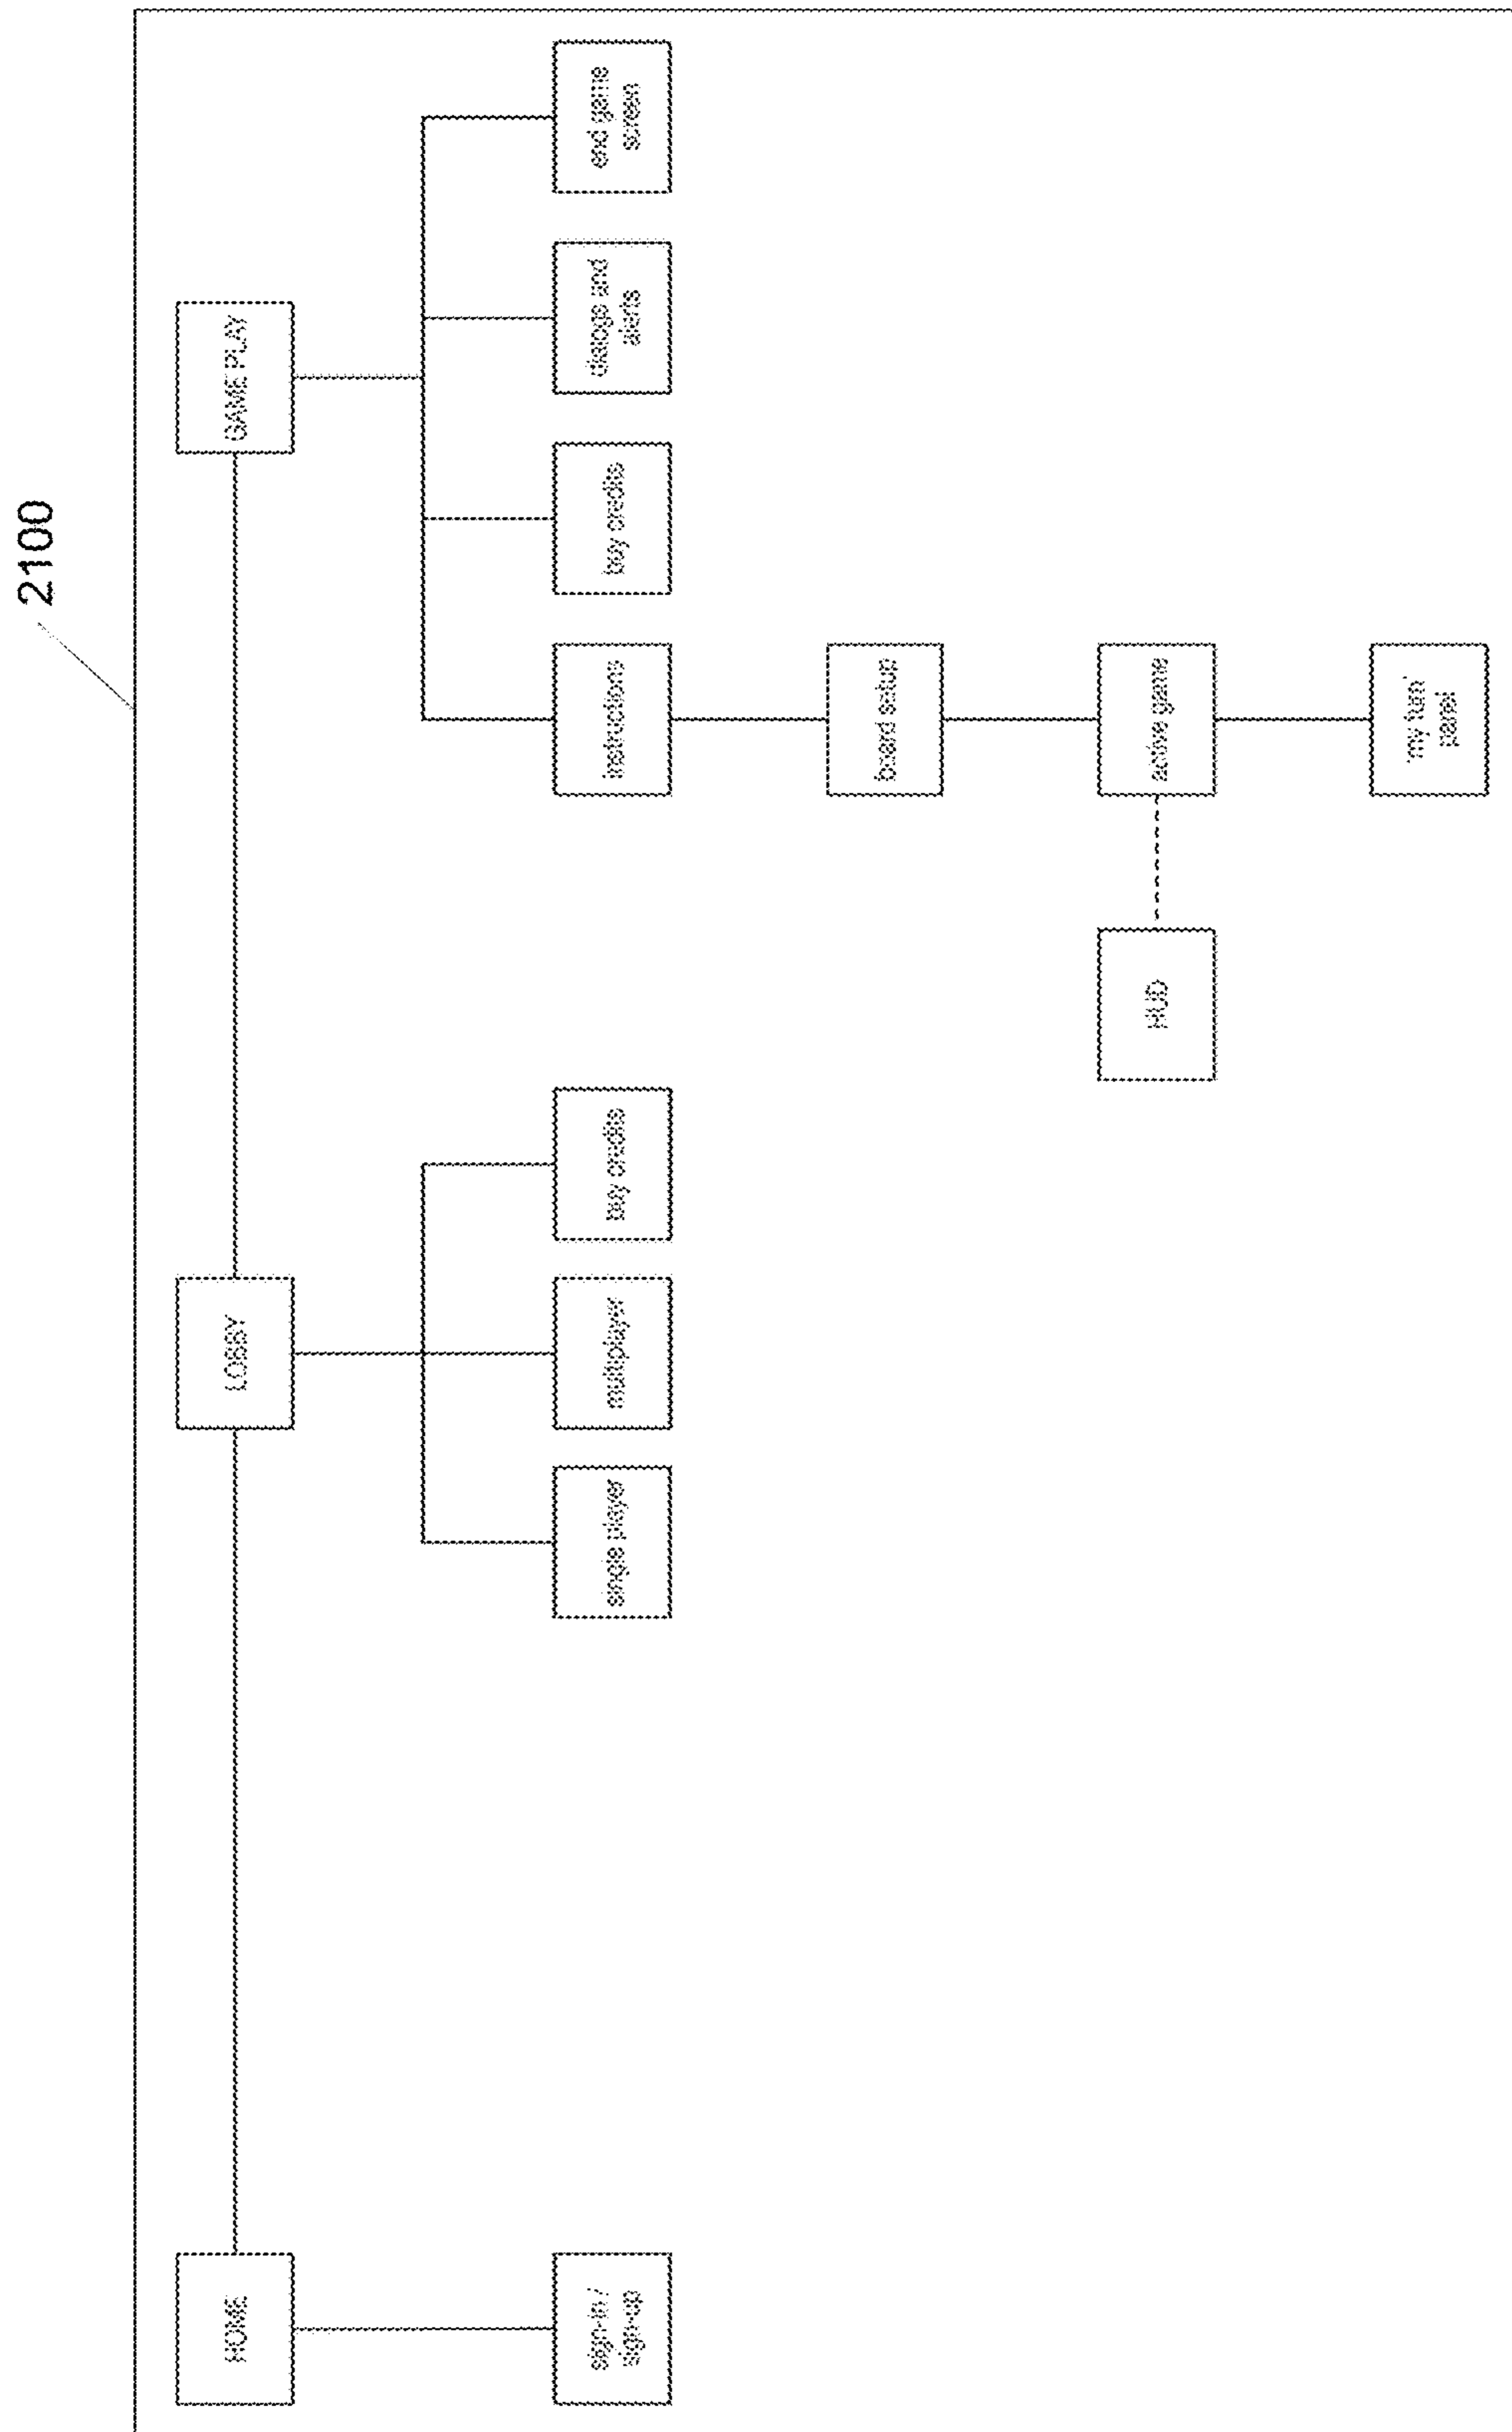 2100
HOME
LOBBY
GAME PLAY
sign-in /
sign-up
single player
multiplayer
buy credits
instructions
buy credits
dialogs and
alerts
end game
screen
board setup
HUD
active game
'my turn'
panel